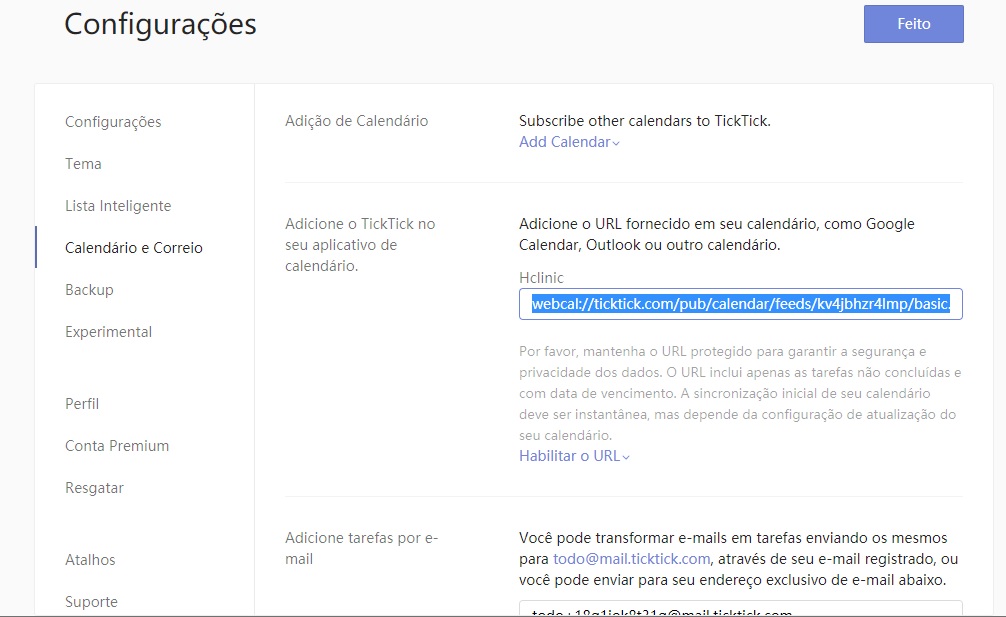 Configurações
Feito
Configurações
Tema
Lista Inteligente
Calendário e Correio
Backup
Experimental
Perfil
Conta Premium
Resgatar
Atalhos
Suporte
Adição de Calendário
Subscribe other calendars to TickTick.
Add Calendar
Adicione o TickTick no
seu aplicativo de
calendário.
Adicione o URL fornecido em seu calendário, como Google
Calendar, Outlook ou outro calendário.
Hclinic
webcal://ticktick.com/pub/calendar/feeds/kv4jbhzr4lmp/basic.
Por favor, mantenha o URL protegido para garantir a segurança e
privacidade dos dados. O URL inclui apenas as tarefas não concluídas e
com data de vencimento. A sincronização inicial de seu calendário
deve ser instantânea, mas depende da configuração de atualização do
seu calendário.
Habilitar o URL
Adicione tarefas por e-
mail
Você pode transformar e-mails em tarefas enviando os mesmos
para todo@mail.ticktick.com, através de seu e-mail registrado, ou
você pode enviar para seu endereço exclusivo de e-mail abaixo.